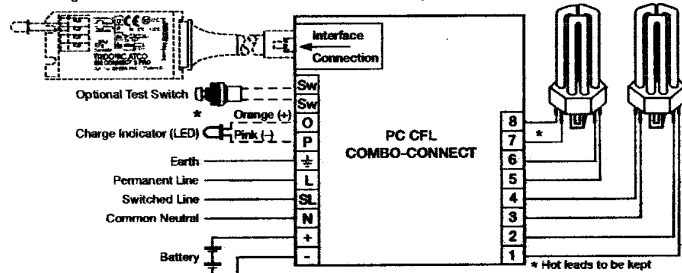 Interface
Connection
Optional Test Switch
*
Orange (+)
Charge Indicator (LED)
Pink (–)
Earth
Permanent Line
Switched Line
Common Neutral
Battery
Sw
Sw
O
P
L
SL
N
+
-
PC CFL
COMBO-CONNECT
8
7
6
5
4
3
2
1
*
* Hot leads to be kept